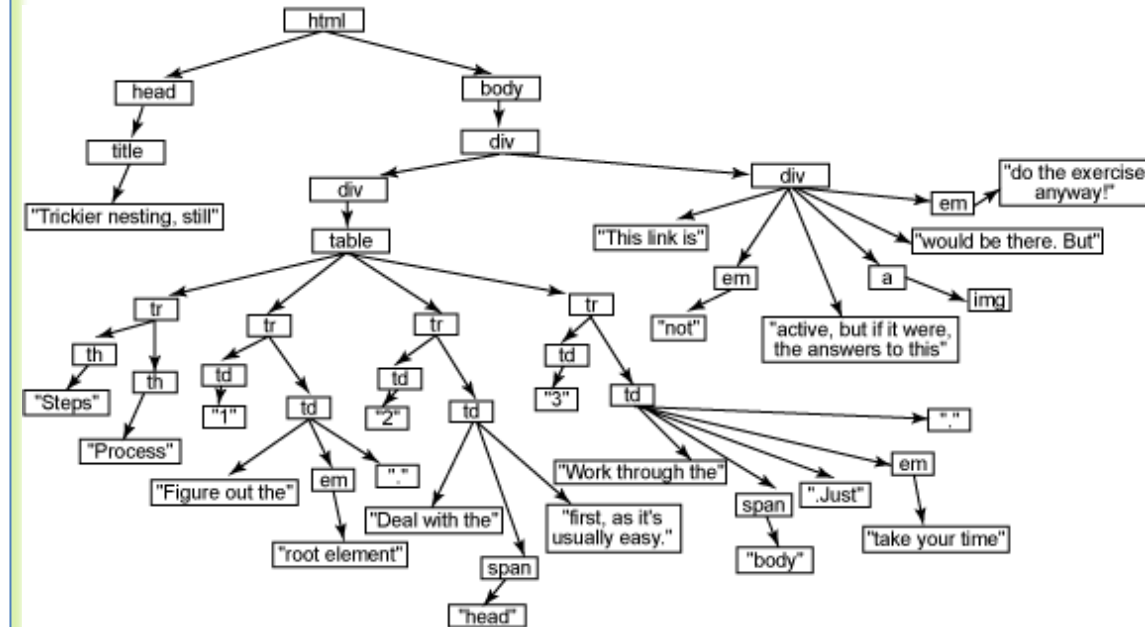 html
head
body
title
div
div
div
"do the exercise
anyway!"
em
"Trickier nesting, still"
table
"This link is"
"would be there. But"
em
a
img
tr
tr
tr
tr
"not"
"active, but if it were,
the answers to this"
th
th
td
td
td
"Steps"
"1"
td
"2"
td
"3"
td
"."
"Process"
"Figure out the"
em
"."
"Work through the"
em
"Deal with the"
"first, as it's
usually easy."
span
".Just"
"root element"
"take your time"
span
"body"
"head"